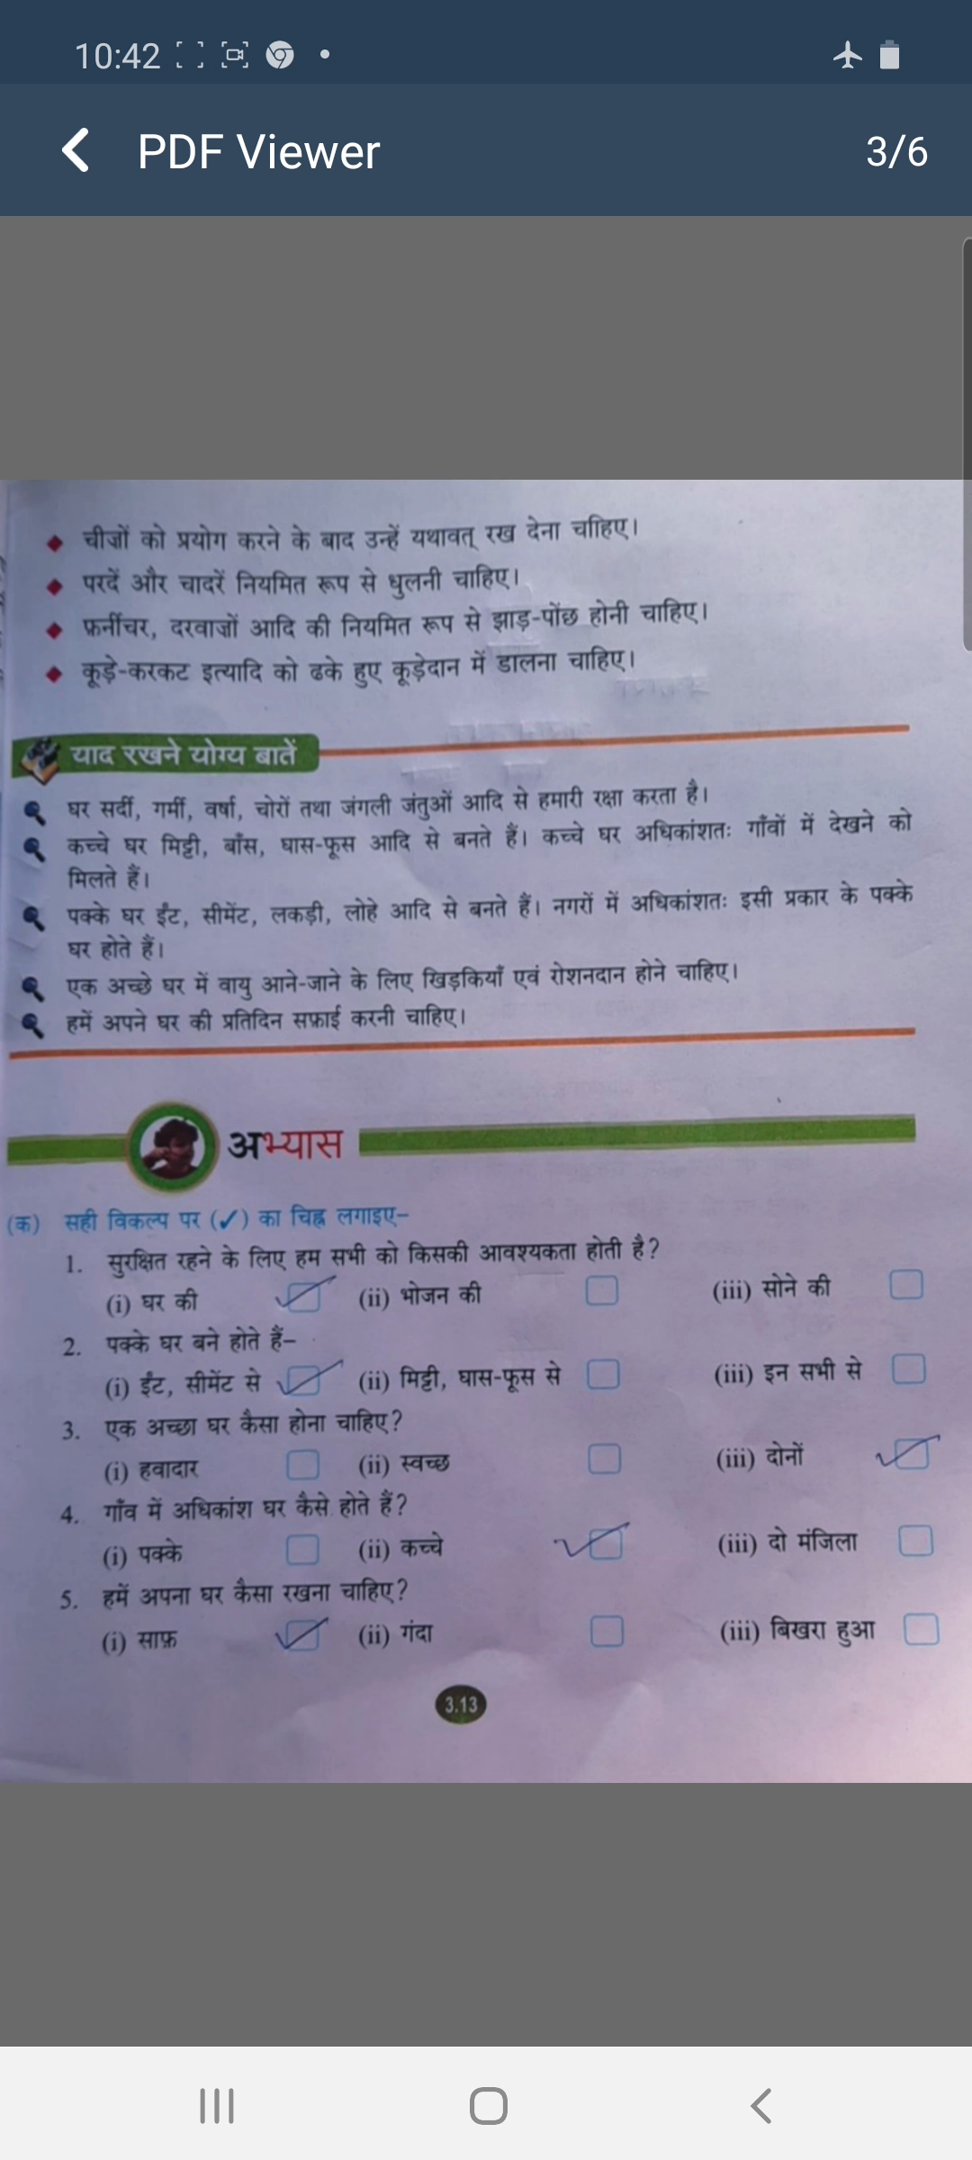 10:42
PDF Viewer
3/6
चीजों को प्रयोग करने के बाद उन्हें यथावत् रख देना चाहिए।
परदें और चादरें नियमित रूप से धुलनी चाहिए।
फ़र्नीचर, दरवाज़ों आदि की नियमित रूप से झाड़-पोंछ होनी चाहिए।
कूड़े-करकट इत्यादि को ढके हुए कूड़ेदान में डालना चाहिए।
याद रखने योग्य बातें
घर सर्दी, गर्मी, वर्षा, चोरों तथा जंगली जंतुओं आदि से हमारी रक्षा करता है।
कच्चे घर मिट्टी, बाँस, घास-फूस आदि से बनते हैं। कच्चे घर अधिकांशतः गाँवों में देखने को
मिलते हैं।
पक्के घर ईंट, सीमेंट, लकड़ी, लोहे आदि से बनते हैं। नगरों में अधिकांशतः इसी प्रकार के पक्के
घर होते हैं।
एक अच्छे घर में वायु आने-जाने के लिए खिड़कियाँ एवं रोशनदान होने चाहिए।
हमें अपने घर की प्रतिदिन सफ़ाई करनी चाहिए।
अभ्यास
(क) सही विकल्प पर (✓) का चिह्न लगाइए–
1. सुरक्षित रहने के लिए हम सभी को किसकी आवश्यकता होती है?
(i) घर की ✓ (ii) भोजन की (iii) सोने की
2. पक्के घर बने होते हैं–
(i) ईंट, सीमेंट से ✓ (ii) मिट्टी, घास-फूस से (iii) इन सभी से
3. एक अच्छा घर कैसा होना चाहिए?
(i) हवादार (ii) स्वच्छ (iii) दोनों ✓
4. गाँव में अधिकांश घर कैसे होते हैं?
(i) पक्के (ii) कच्चे ✓ (iii) दो मंजिला
5. हमें अपना घर कैसा रखना चाहिए?
(i) साफ़ ✓ (ii) गंदा (iii) बिखरा हुआ
3.13